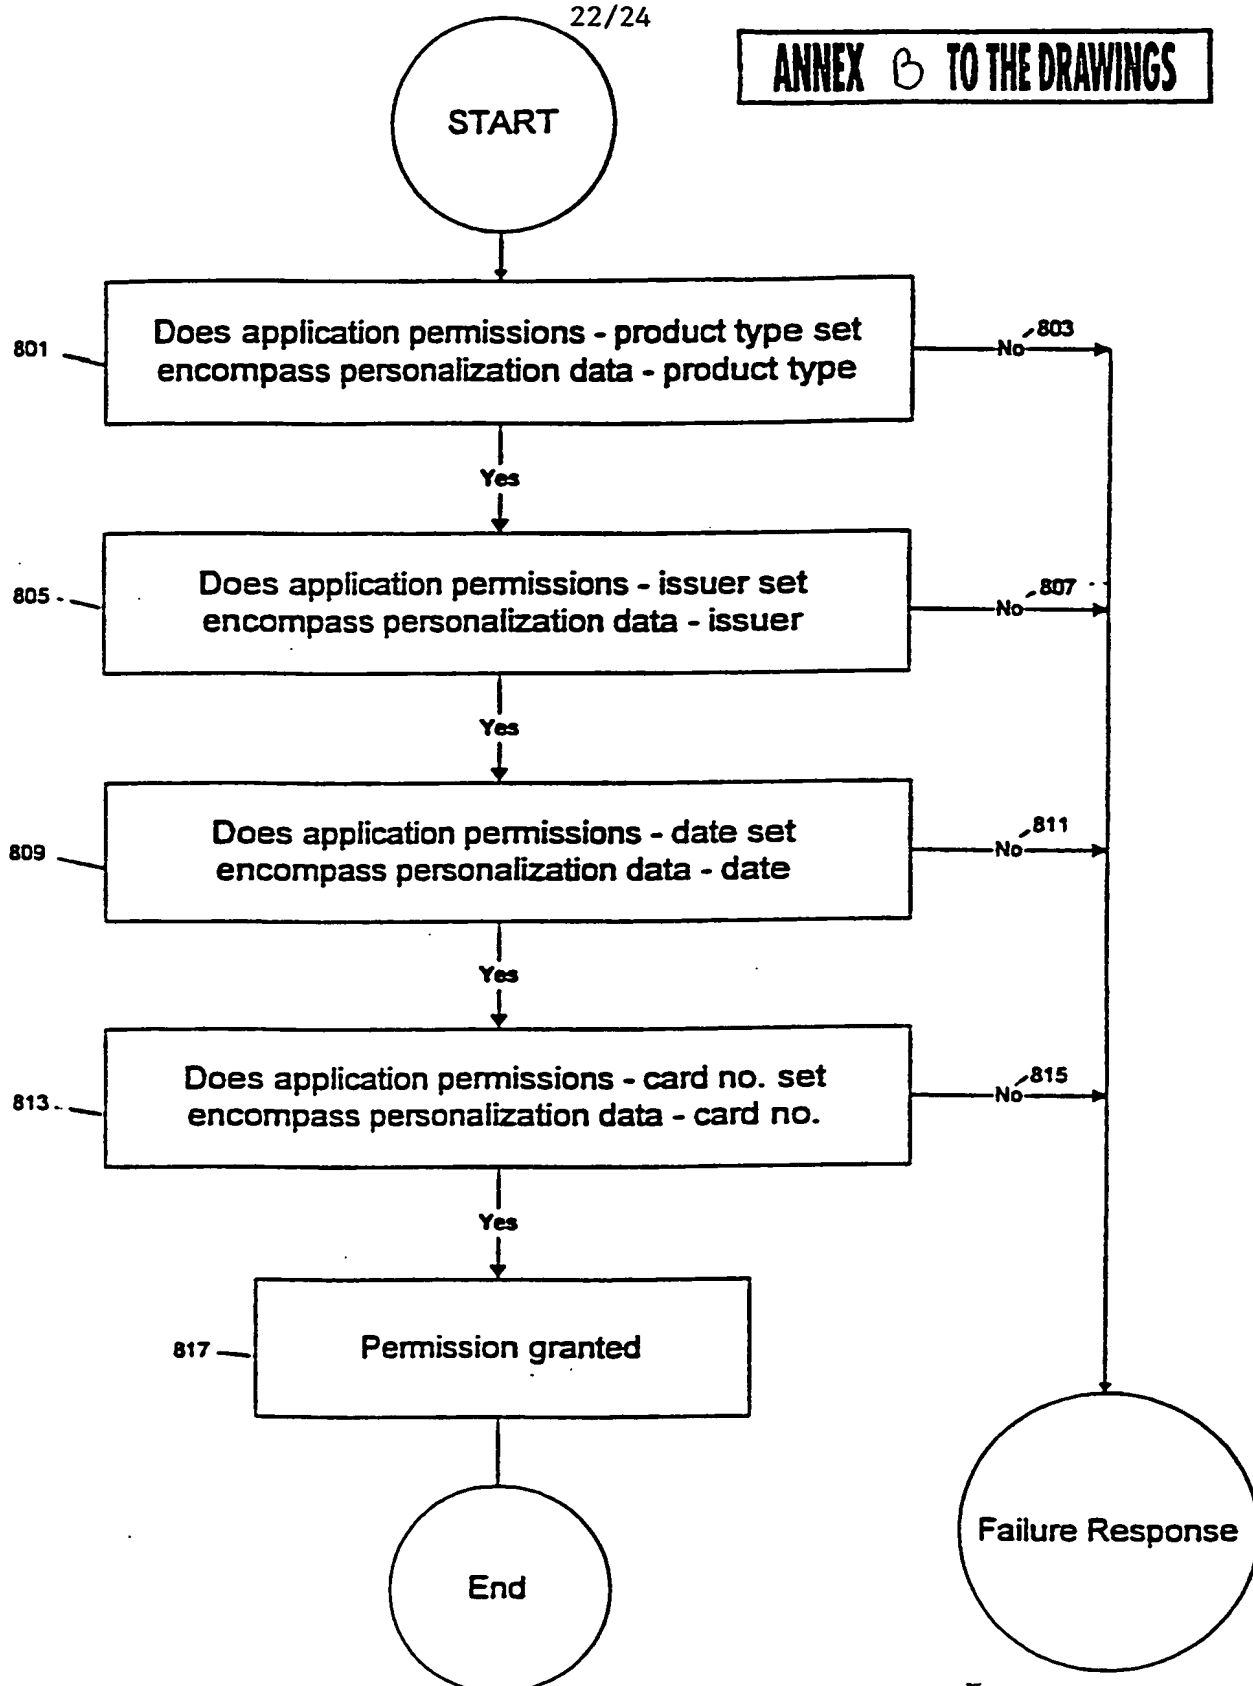 22/24
ANNEX B TO THE DRAWINGS
START
801
Does application permissions - product type set
encompass personalization data - product type
No
803
Yes
805
Does application permissions - issuer set
encompass personalization data - issuer
No
807
Yes
809
Does application permissions - date set
encompass personalization data - date
No
811
Yes
813
Does application permissions - card no. set
encompass personalization data - card no.
No
815
Yes
817
Permission granted
End
Failure Response